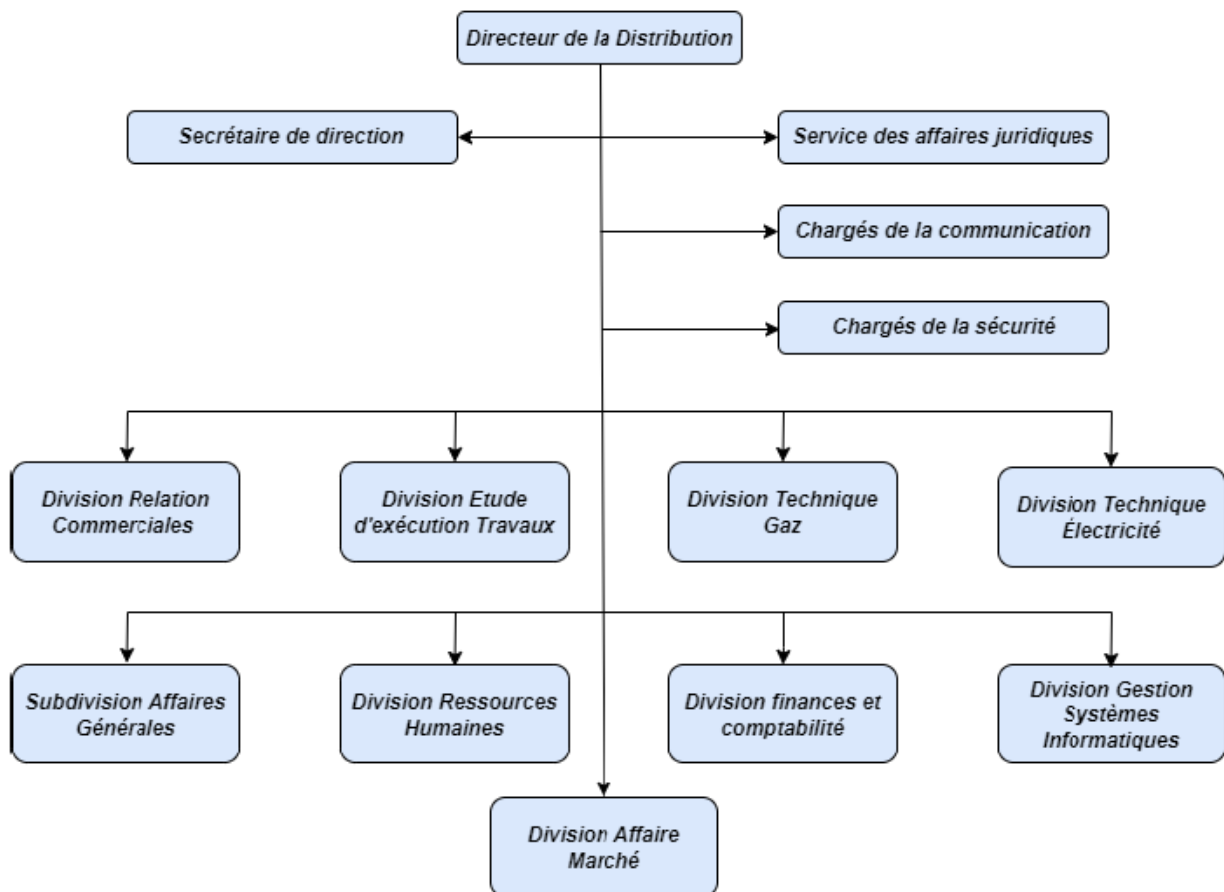 Directeur de la Distribution
Secrétaire de direction
Service des affaires juridiques
Chargés de la communication
Chargés de la sécurité
Division Relation
Commerciales
Division Etude
d'exécution Travaux
Division Technique
Gaz
Division Technique
Électricité
Subdivision Affaires
Générales
Division Ressources
Humaines
Division finances et
comptabilité
Division Gestion
Systèmes
Informatiques
Division Affaire
Marché